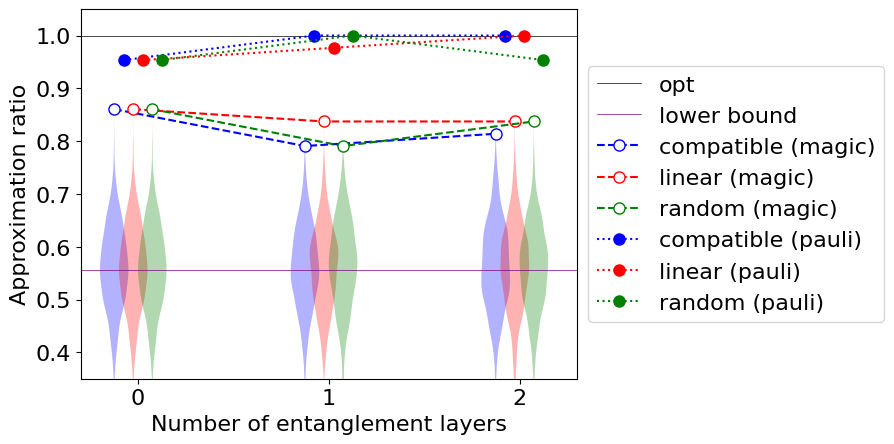 1.0
0.9
0.8
0.7
0.6
0.5
0.4
Approximation ratio
0 1 2
Number of entanglement layers
opt
lower bound
compatible (magic)
linear (magic)
random (magic)
compatible (pauli)
linear (pauli)
random (pauli)